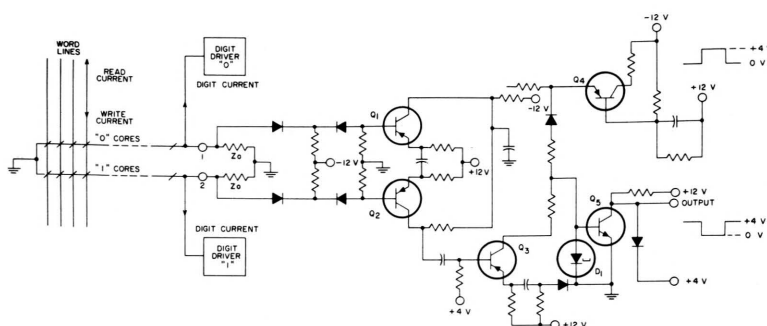 WORD
LINES
READ
CURRENT
WRITE
CURRENT
"0" CORES
"1" CORES
DIGIT
DRIVER
"0"
DIGIT CURRENT
1
Zo
Zo
2
DIGIT CURRENT
DIGIT
DRIVER
"1"
-12 V
Q1
+12V
Q2
-12 V
+4 V
Q3
+12 V
Q4
-12 V
+12 V
+4 V
0 V
Q5
+12 V
OUTPUT
D1
+4 V
+4 V
0 V